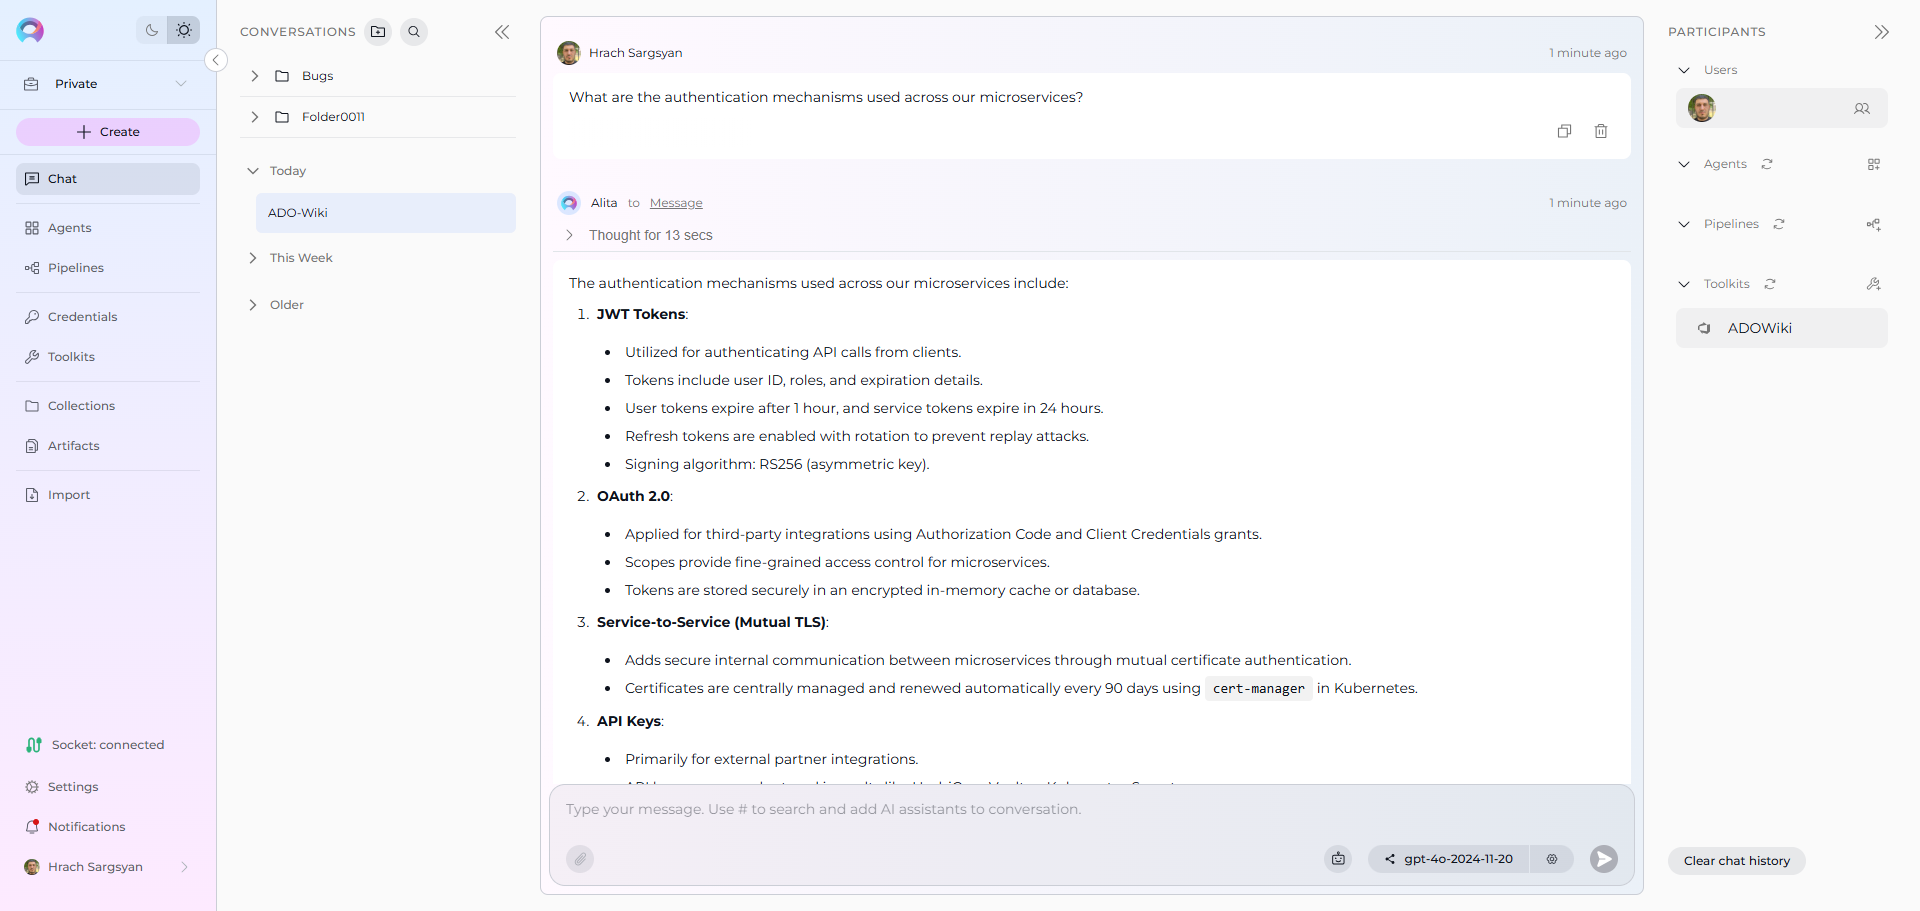 Private
Create
Chat
Agents
Pipelines
Credentials
Toolkits
Collections
Artifacts
Import
Socket: connected
Settings
Notifications
Hrach Sargsyan
CONVERSATIONS
Bugs
Folder0011
Today
ADO-Wiki
This Week
Older
Hrach Sargsyan
1 minute ago
What are the authentication mechanisms used across our microservices?
Alita to Message
1 minute ago
Thought for 13 secs
The authentication mechanisms used across our microservices include:
1. JWT Tokens:
• Utilized for authenticating API calls from clients.
• Tokens include user ID, roles, and expiration details.
• User tokens expire after 1 hour, and service tokens expire in 24 hours.
• Refresh tokens are enabled with rotation to prevent replay attacks.
• Signing algorithm: RS256 (asymmetric key).
2. OAuth 2.0:
• Applied for third-party integrations using Authorization Code and Client Credentials grants.
• Scopes provide fine-grained access control for microservices.
• Tokens are stored securely in an encrypted in-memory cache or database.
3. Service-to-Service (Mutual TLS):
• Adds secure internal communication between microservices through mutual certificate authentication.
• Certificates are centrally managed and renewed automatically every 90 days using cert-manager in Kubernetes.
4. API Keys:
• Primarily for external partner integrations.
Type your message. Use # to search and add AI assistants to conversation.
gpt-4o-2024-11-20
PARTICIPANTS
Users
Agents
Pipelines
Toolkits
ADOWiki
Clear chat history